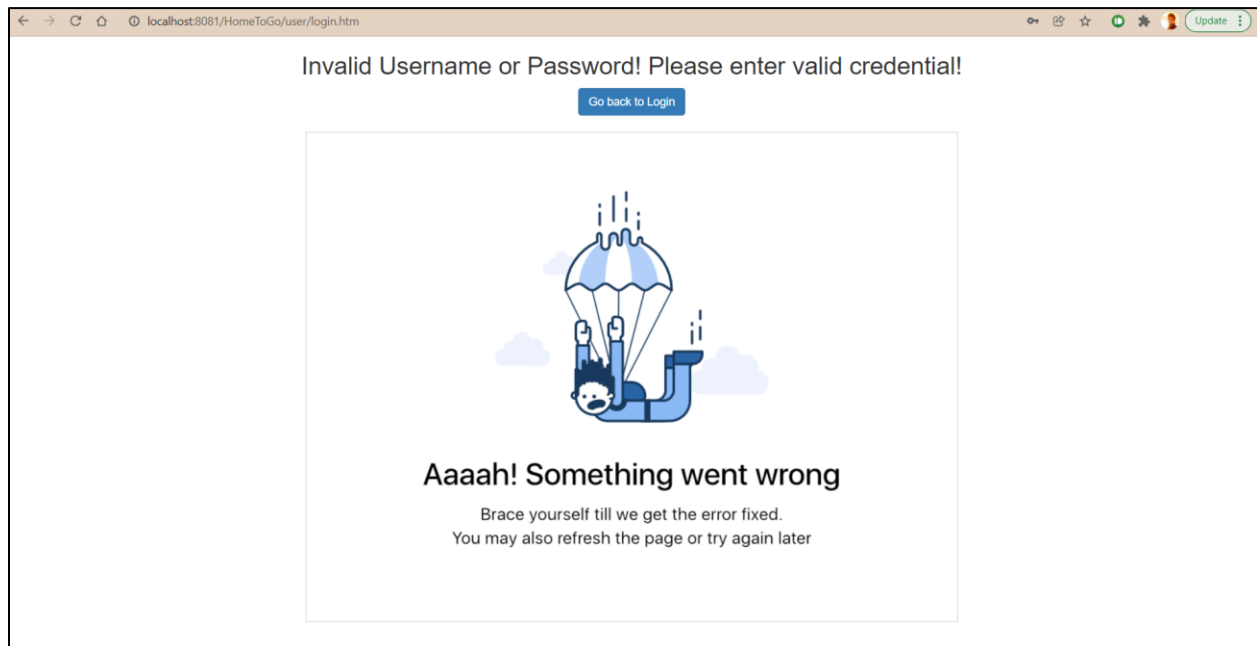 localhost:8081/HomeToGo/user/login.htm
Update
Invalid Username or Password! Please enter valid credential!
Go back to Login
Aaaah! Something went wrong
Brace yourself till we get the error fixed.
You may also refresh the page or try again later